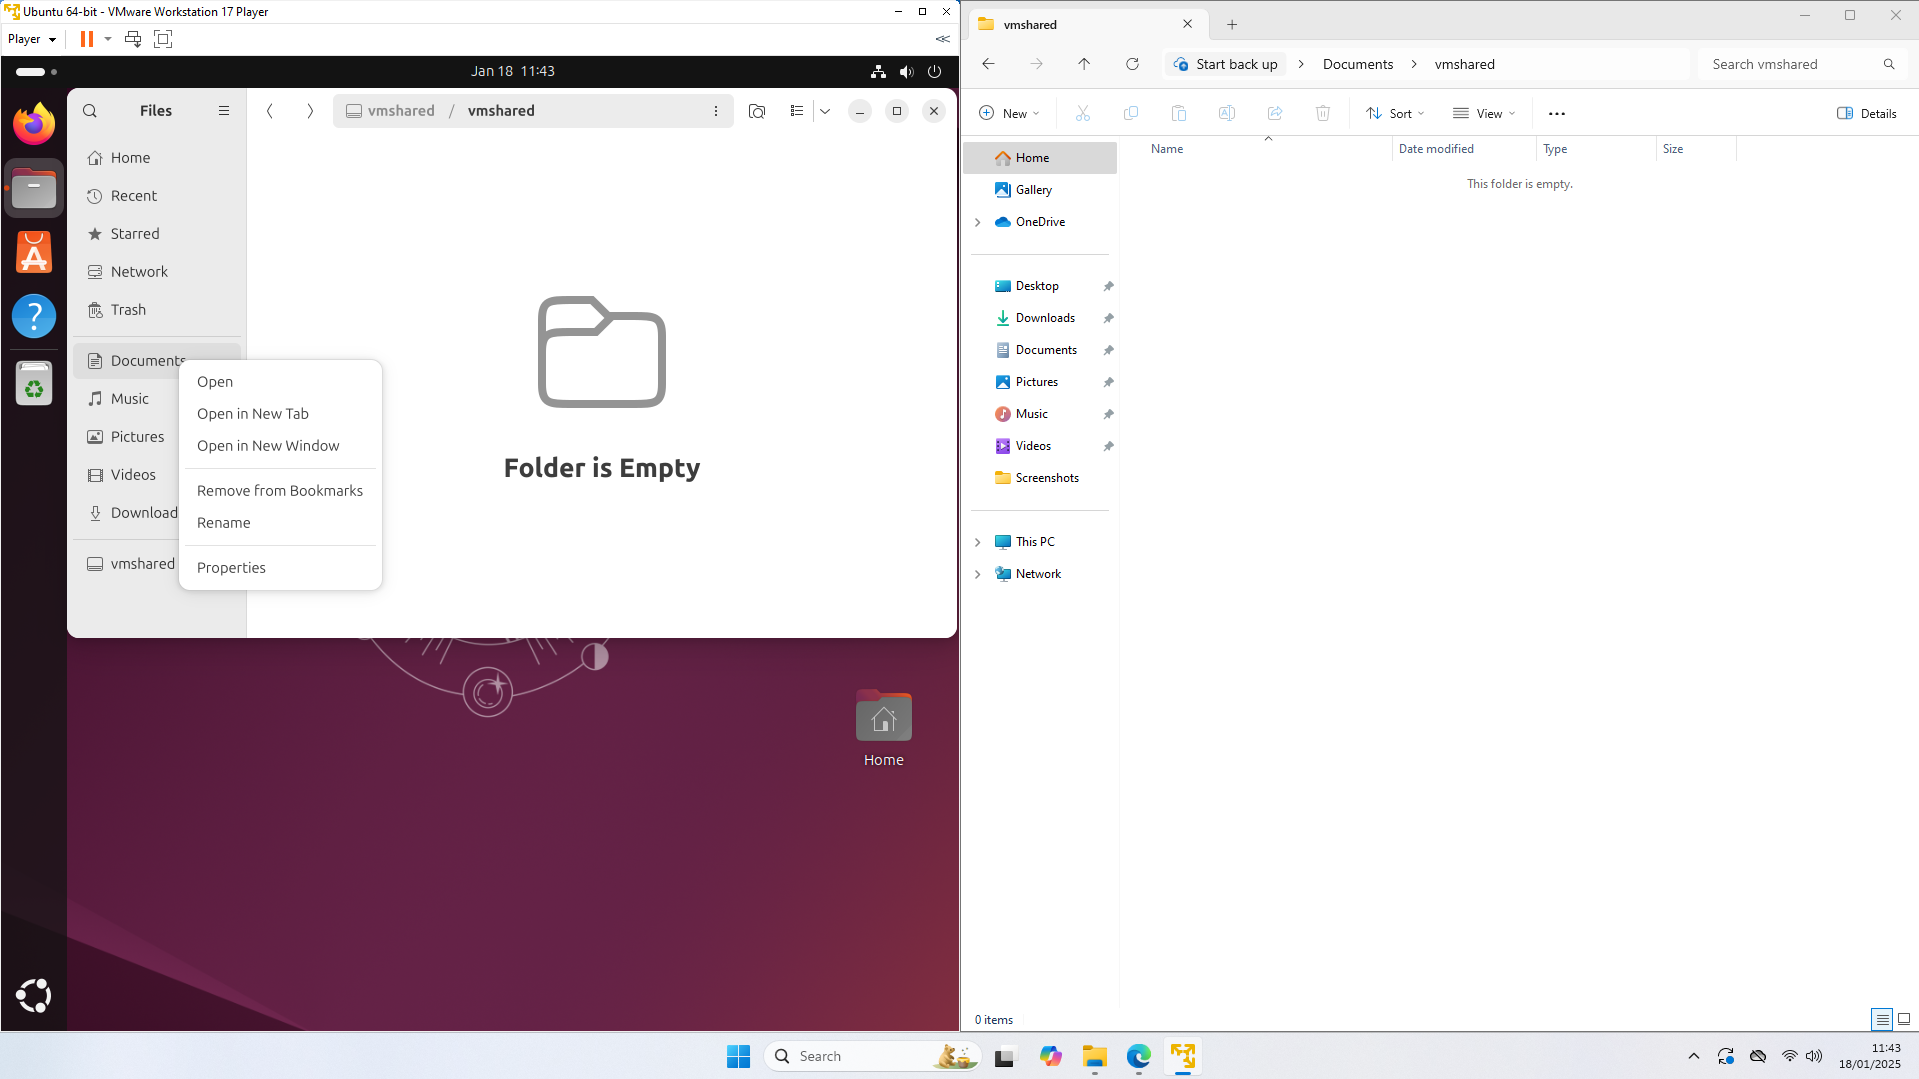 Ubuntu 64-bit - VMware Workstation 17 Player
Player
Jan 18 11:43
Files
vmshared / vmshared
Home
Recent
Starred
Network
Trash
Documents
Music
Pictures
Videos
Download
vmshared
Open
Open in New Tab
Open in New Window
Remove from Bookmarks
Rename
Properties
Folder is Empty
Home
vmshared
Start back up > Documents > vmshared
Search vmshared
New
Sort
View
Details
Home
Gallery
OneDrive
Desktop
Downloads
Documents
Pictures
Music
Videos
Screenshots
This PC
Network
Name Date modified Type Size
This folder is empty.
0 items
Search
11:43
18/01/2025